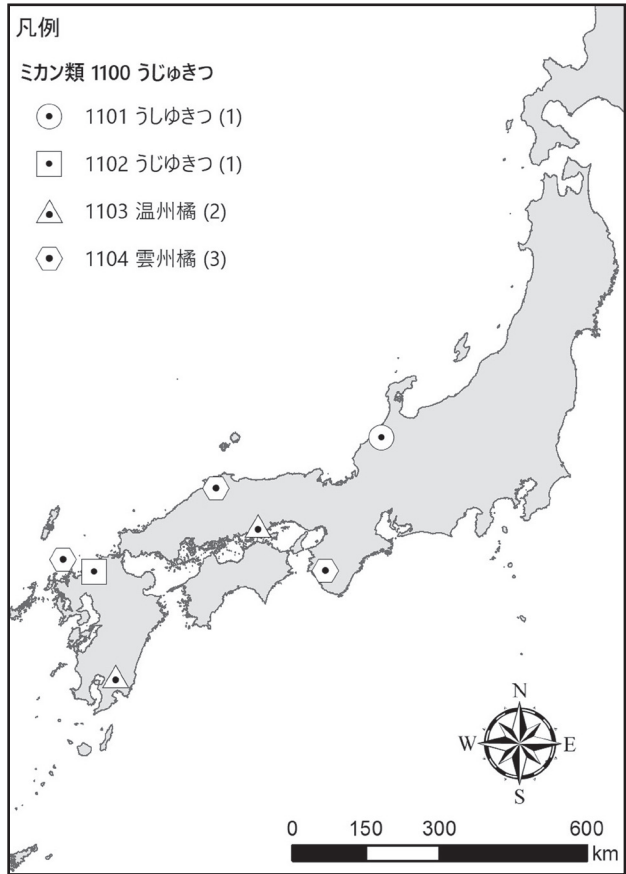 凡例
ミカン類 1100 うじゅきつ
1101 うしゆきつ (1)
1102 うじゆきつ (1)
1103 温州橘 (2)
1104 雲州橘 (3)
N
W E
S
0 150 300 600
km